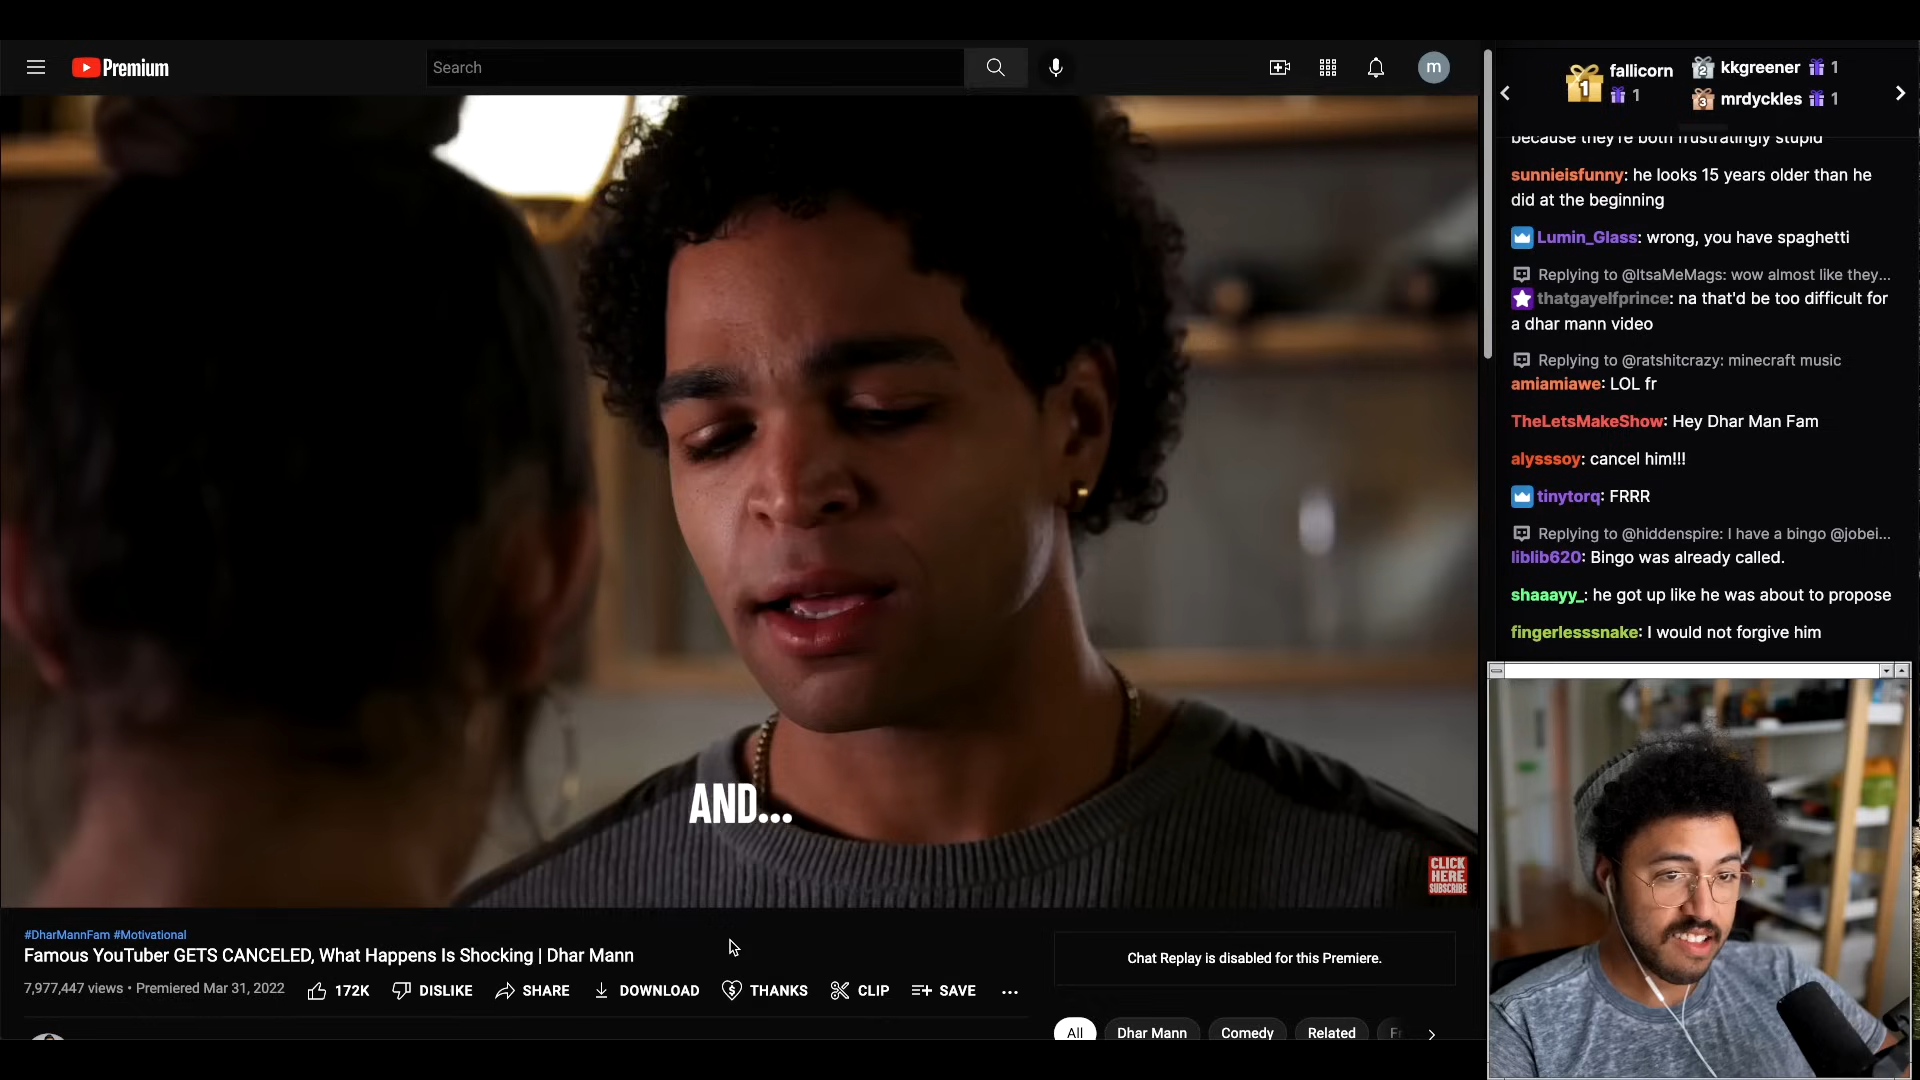 Premium
Search
m
1
fallicorn
1
2
kkgreener 1
3
mrdyckles 1
because they're both frustratingly stupid
sunnieisfunny: he looks 15 years older than he
did at the beginning
Lumin_Glass: wrong, you have spaghetti
Replying to @ItsaMeMags: wow almost like they...
thatgayelfprince: na that'd be too difficult for
a dhar mann video
Replying to @ratshitcrazy: minecraft music
amiamiawe: LOL fr
TheLetsMakeShow: Hey Dhar Man Fam
alysssoy: cancel him!!!
tinytorq: FRRR
Replying to @hiddenspire: I have a bingo @jobei...
liblib620: Bingo was already called.
shaaayy_: he got up like he was about to propose
fingerlesssnake: I would not forgive him
AND...
CLICK
HERE
SUBSCRIBE
#DharMannFam #Motivational
Famous YouTuber GETS CANCELED, What Happens Is Shocking | Dhar Mann
7,977,447 views • Premiered Mar 31, 2022
172K DISLIKE SHARE DOWNLOAD THANKS CLIP SAVE ...
Chat Replay is disabled for this Premiere.
All Dhar Mann Comedy Related Fr